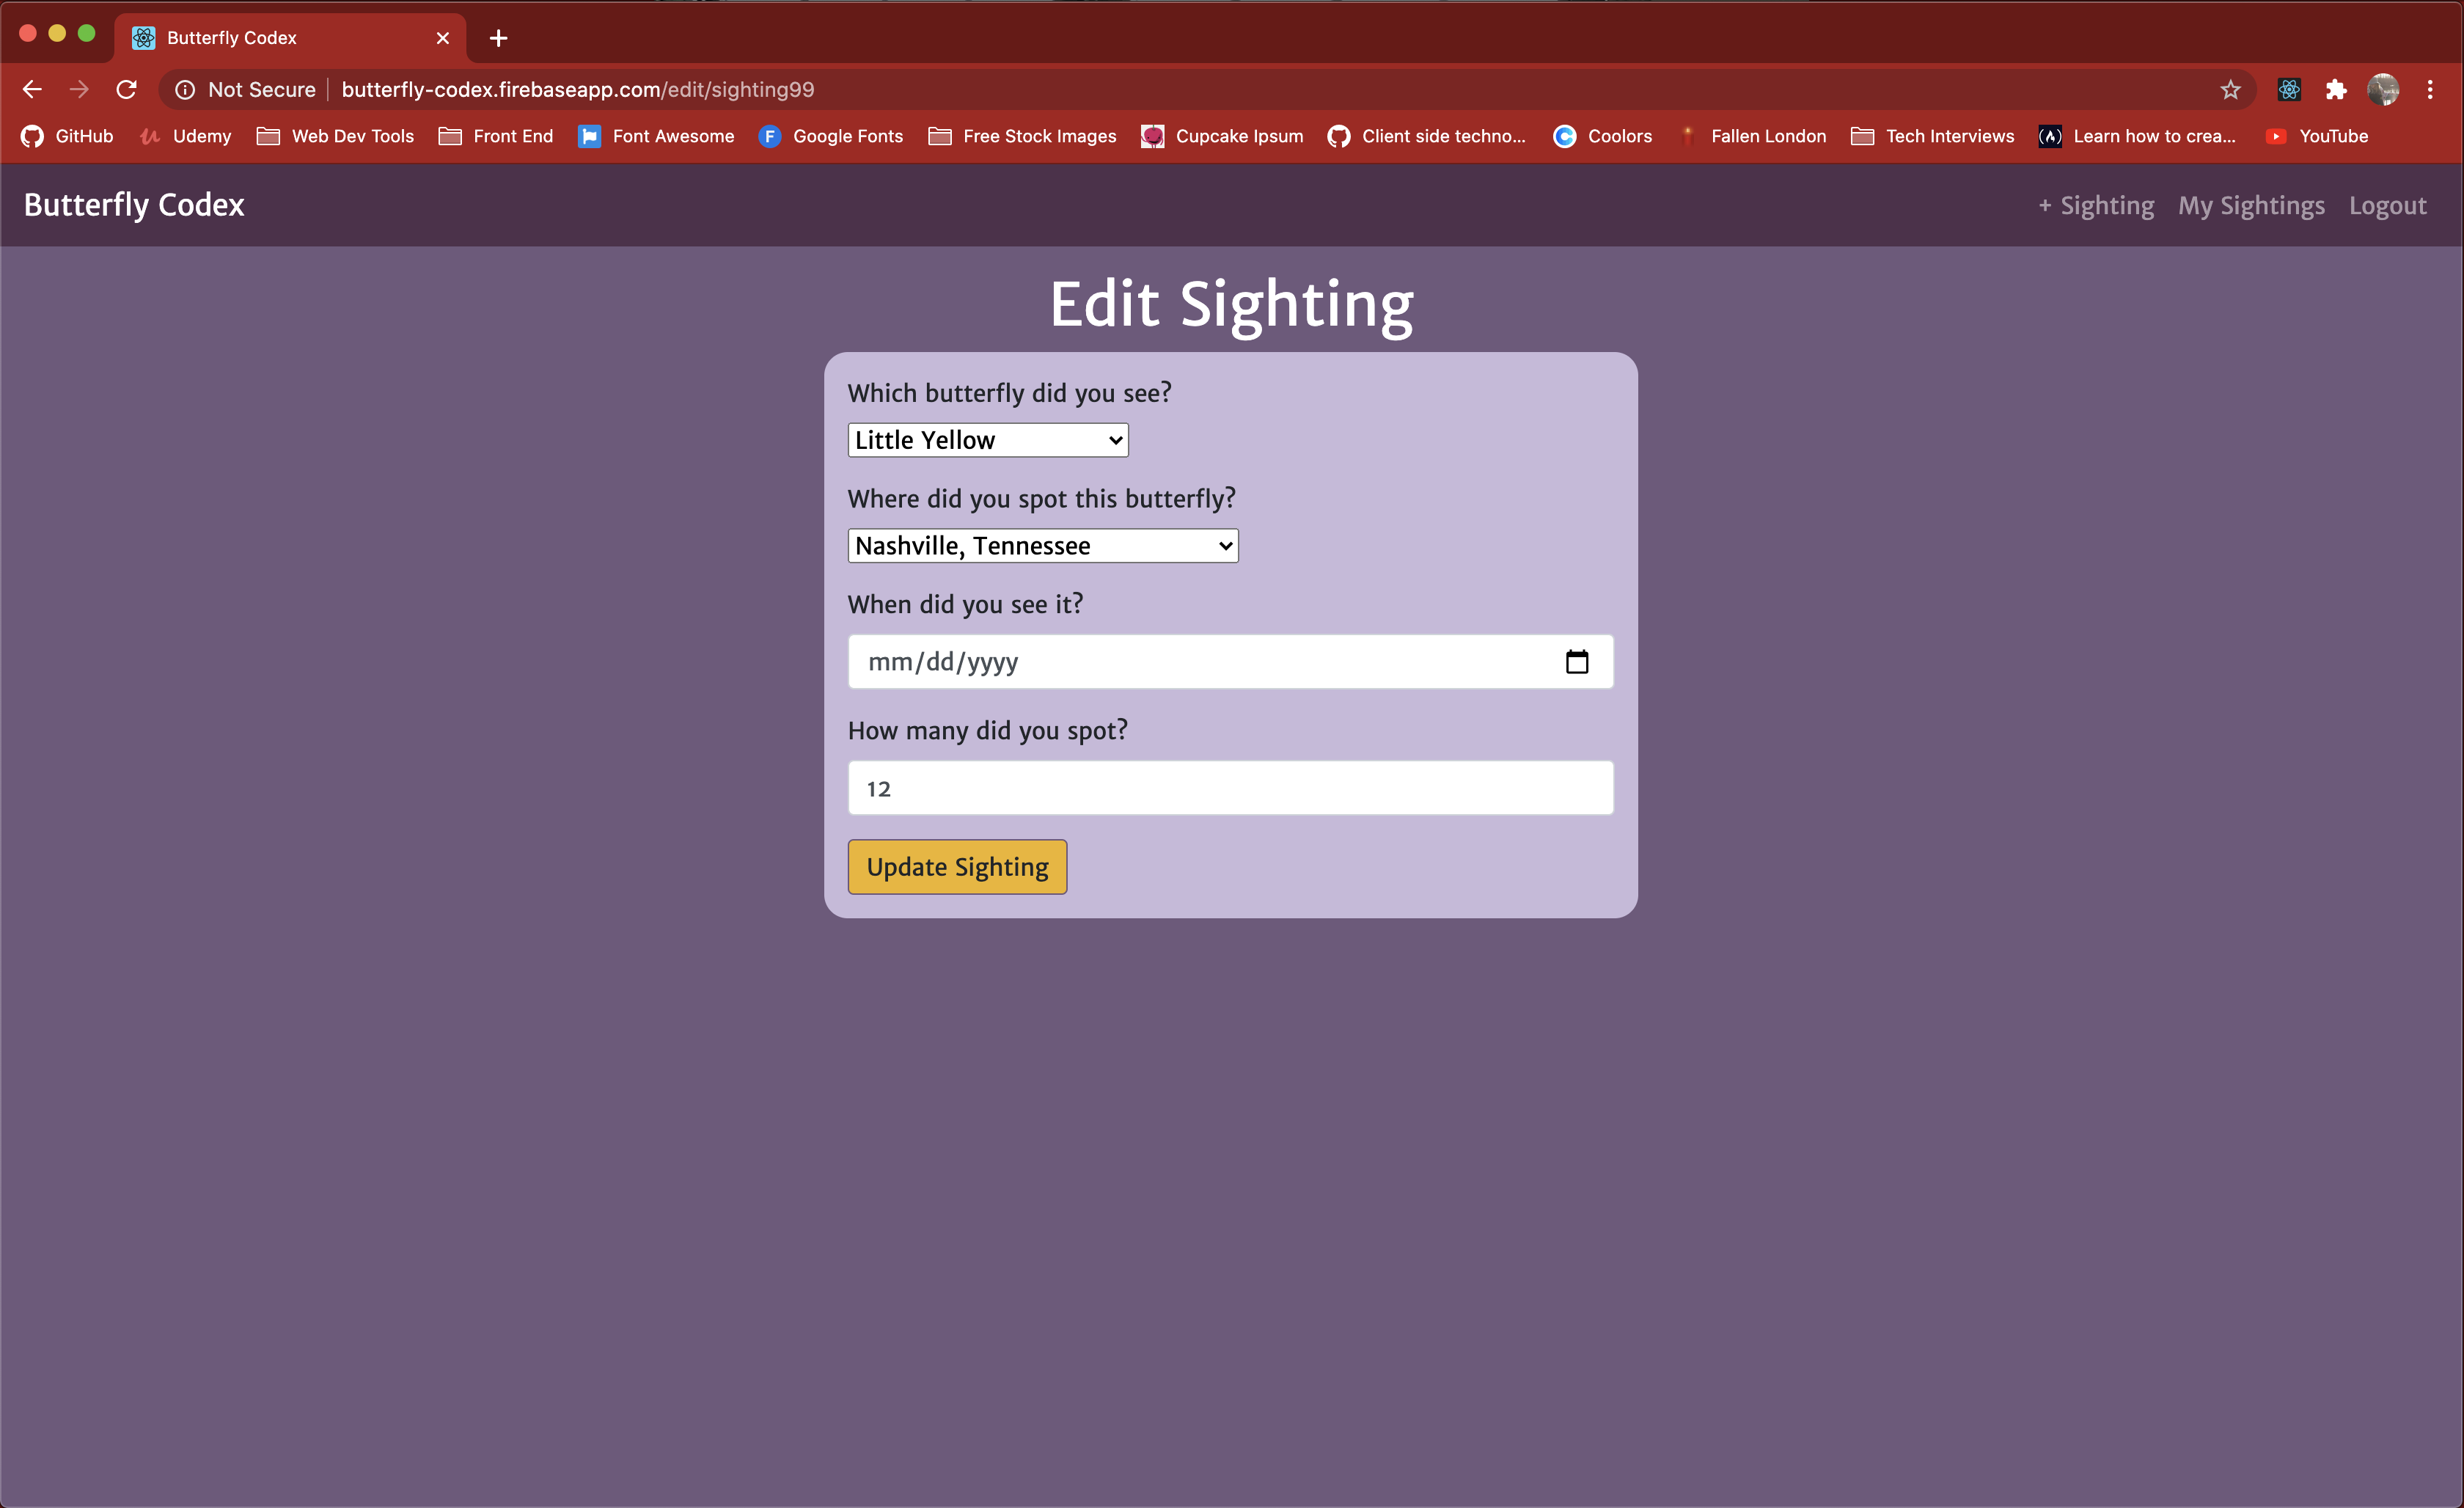 Butterfly Codex
Not Secure butterfly-codex.firebaseapp.com/edit/sighting99
GitHub Udemy Web Dev Tools Front End Font Awesome Google Fonts Free Stock Images Cupcake Ipsum Client side techno... Coolors Fallen London Tech Interviews Learn how to crea... YouTube
Butterfly Codex + Sighting My Sightings Logout
Edit Sighting
Which butterfly did you see?
Little Yellow
Where did you spot this butterfly?
Nashville, Tennessee
When did you see it?
mm/dd/yyyy
How many did you spot?
12
Update Sighting